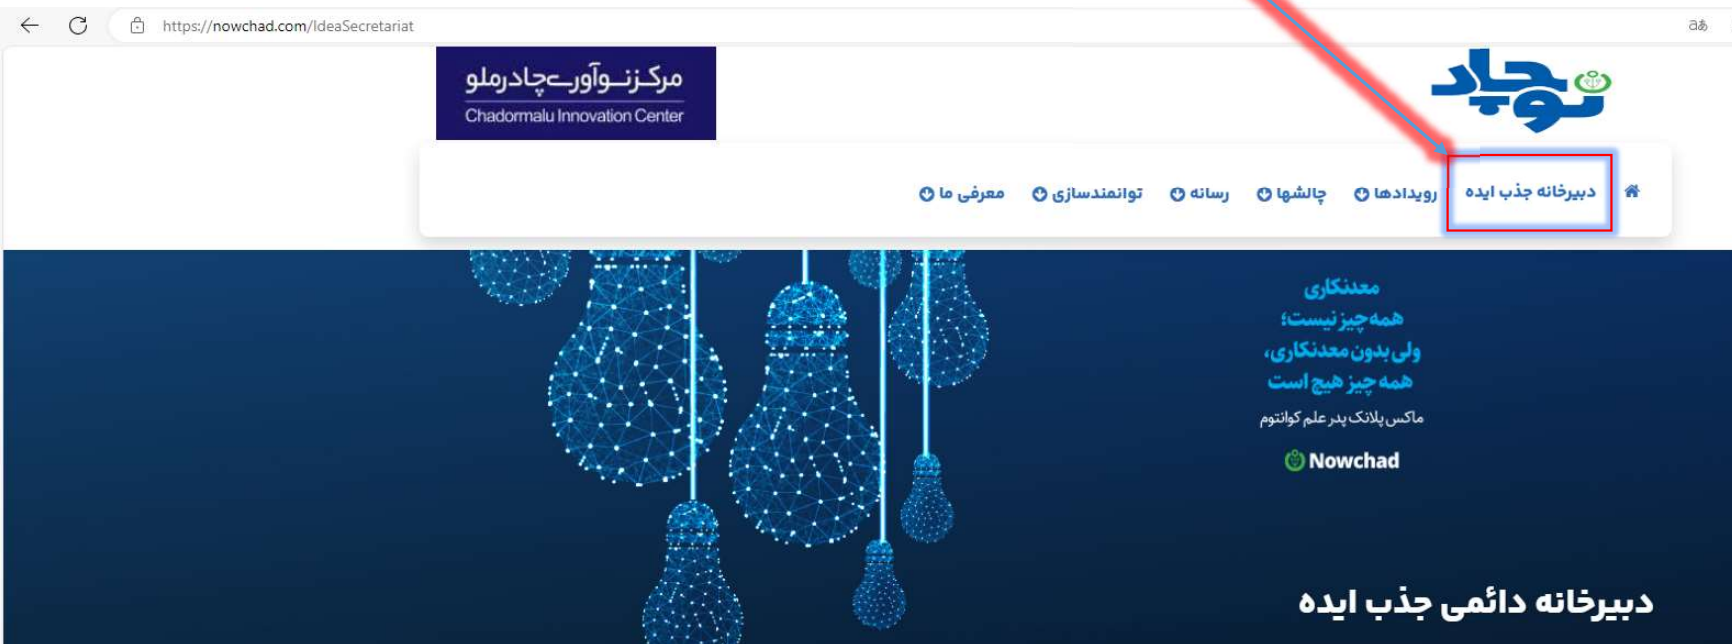 https://nowchad.com/IdeaSecretariat
نوچاد
مرکز نوآوری چادرملو
Chadormalu Innovation Center
دبیرخانه جذب ایده رویدادها چالشها رسانه توانمندسازی معرفی ما
معدنکاری
همه چیز نیست؛
ولی بدون معدنکاری،
همه چیز هیچ است
ماکس پلانک پدر علم کوانتوم
Nowchad
دبیرخانه دائمی جذب ایده